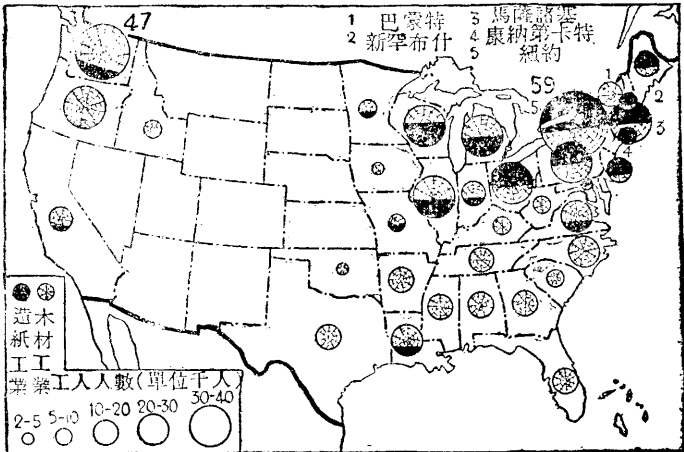 47
1 巴蒙特
2 新罕布什
3 馬薩諸塞
4 康納第卡特
5 紐約
59
5
1
2
3
4
造紙工業
木材工業
工人人數(單位千人)
2-5 5-10 10-20 20-30 30-40